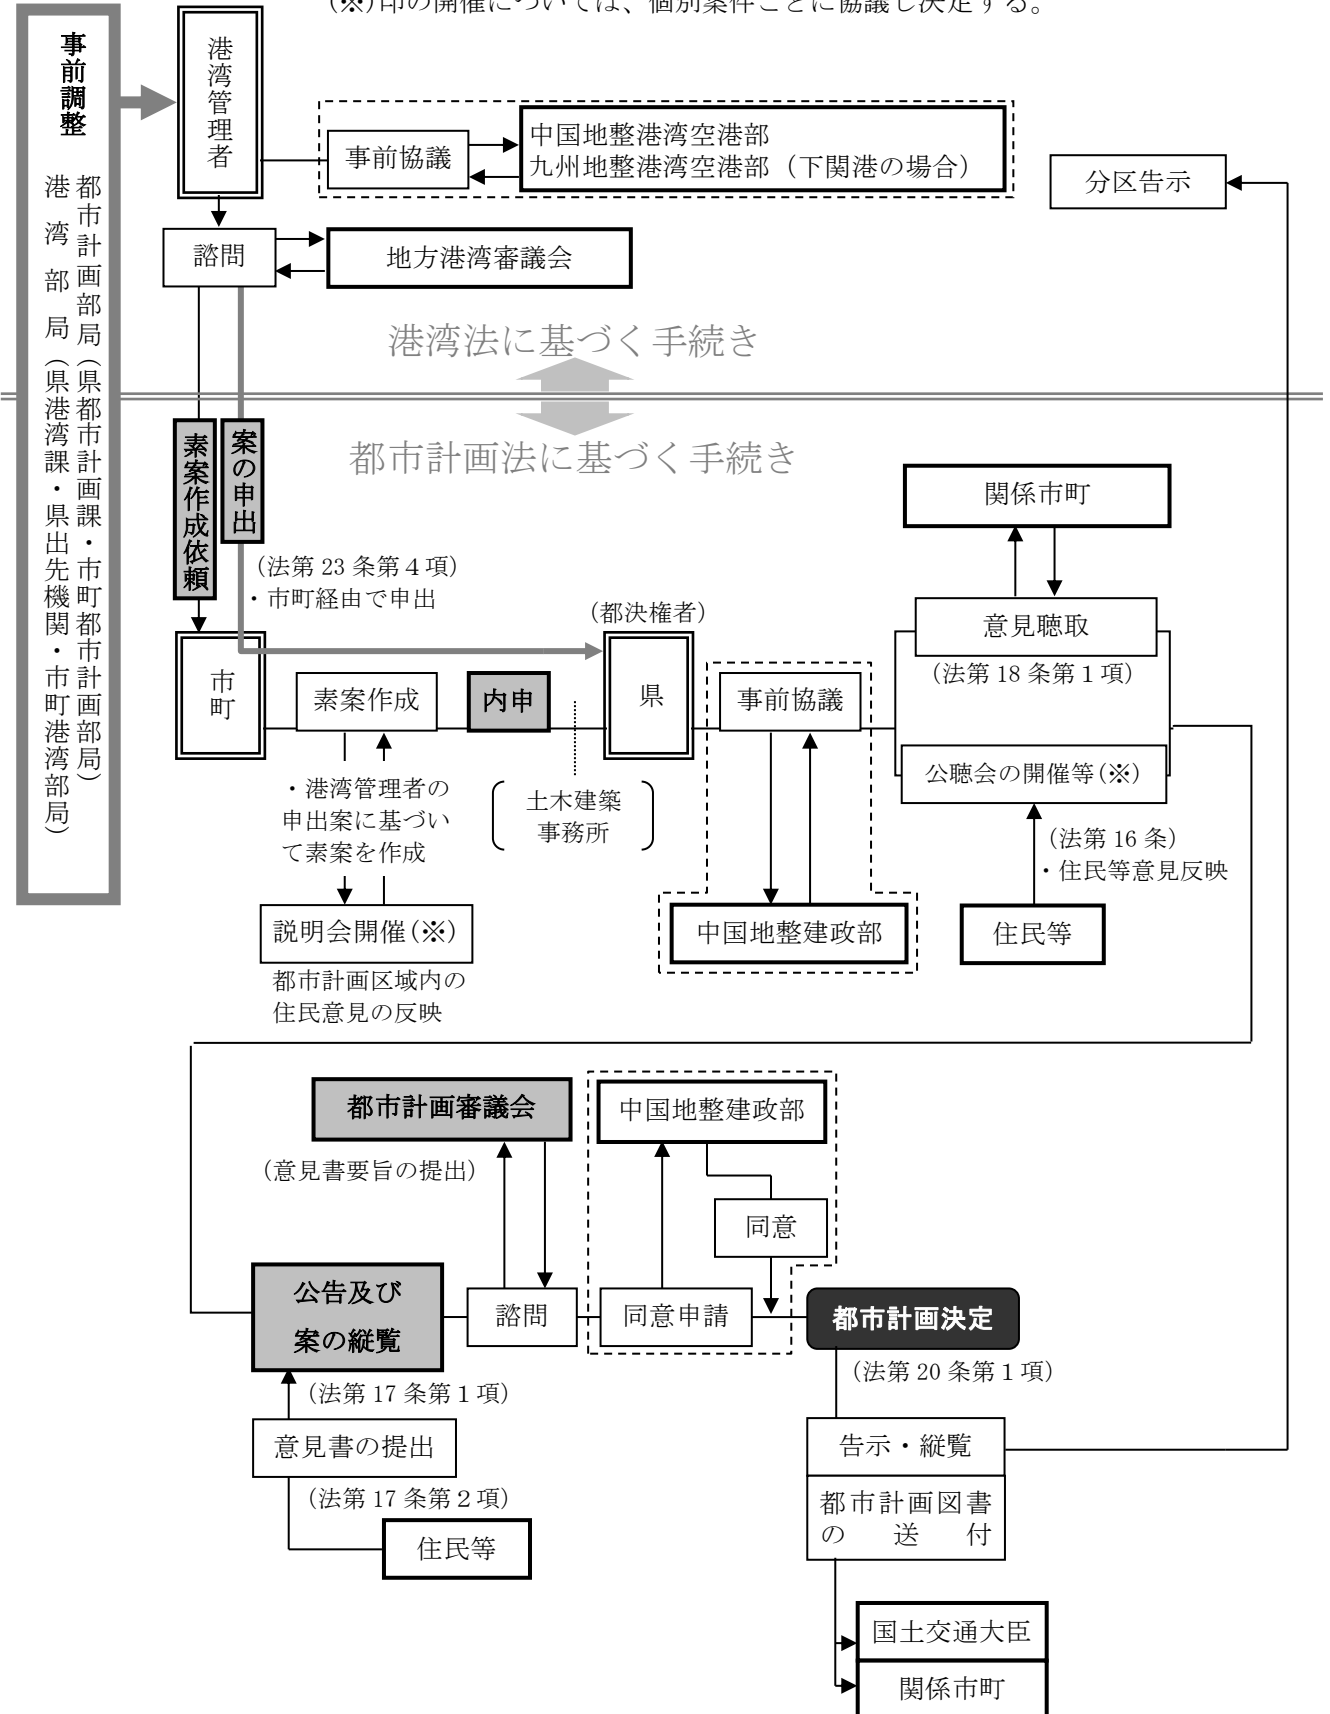 (※)印の開催については、個別案件ごとに協議し決定する。
事前調整
都市計画部局(県都市計画課・市町都市計画部局)
港湾部局(県港湾課・県出先機関・市町港湾部局)
港湾管理者
事前協議
中国地整港湾空港部
九州地整港湾空港部(下関港の場合)
分区告示
諮問
地方港湾審議会
港湾法に基づく手続き
都市計画法に基づく手続き
素案作成依頼
案の申出
(法第 23 条第4項)
・市町経由で申出
関係市町
(都決権者)
意見聴取
(法第 18 条第1項)
市町
素案作成
内申
県
事前協議
公聴会の開催等(※)
・港湾管理者の
申出案に基づい
て素案を作成
土木建築
事務所
(法第 16 条)
・住民等意見反映
説明会開催(※)
都市計画区域内の
住民意見の反映
中国地整建政部
住民等
都市計画審議会
中国地整建政部
(意見書要旨の提出)
同意
公告及び
案の縦覧
諮問
同意申請
都市計画決定
(法第 17 条第1項)
(法第 20 条第1項)
意見書の提出
告示・縦覧
(法第 17 条第2項)
都市計画図書
の送付
住民等
国土交通大臣
関係市町